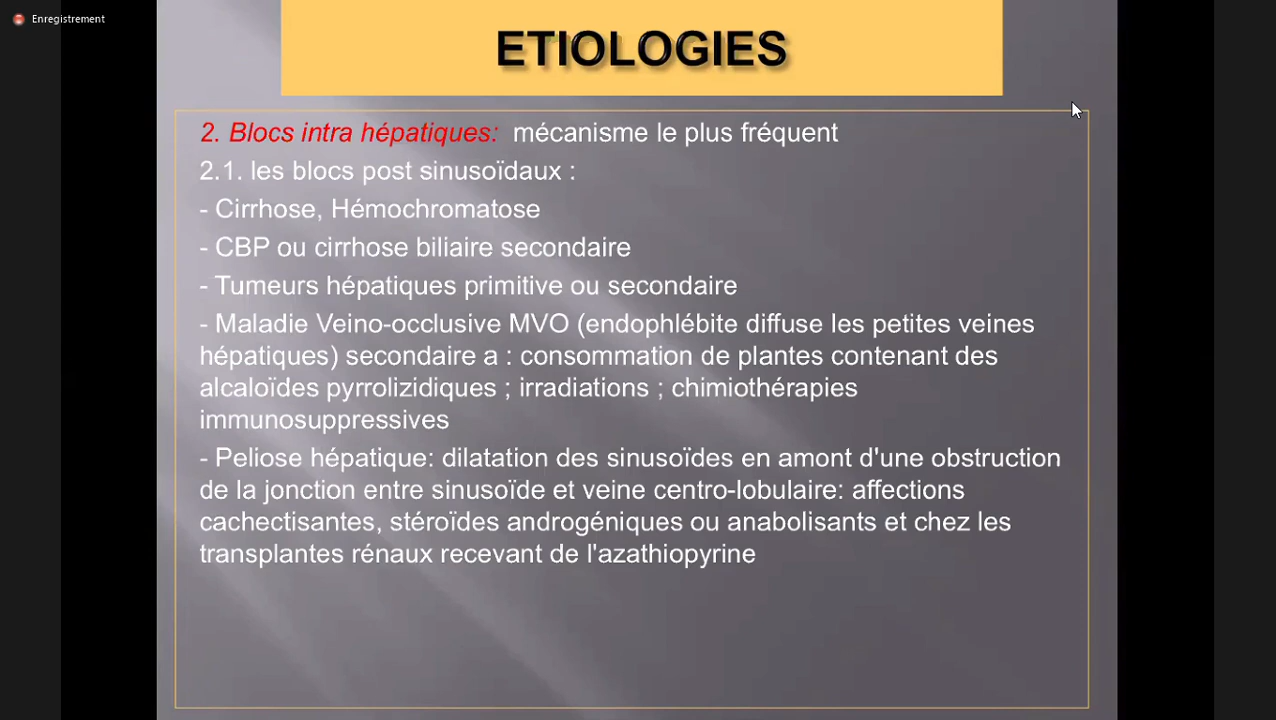 Enregistrement
ETIOLOGIES
2. Blocs intra hépatiques: mécanisme le plus fréquent
2.1. les blocs post sinusoïdaux :
- Cirrhose, Hémochromatose
- CBP ou cirrhose biliaire secondaire
- Tumeurs hépatiques primitive ou secondaire
- Maladie Veino-occlusive MVO (endophlébite diffuse les petites veines
hépatiques) secondaire a : consommation de plantes contenant des
alcaloïdes pyrrolizidiques ; irradiations ; chimiothérapies
immunosuppressives
- Peliose hépatique: dilatation des sinusoïdes en amont d'une obstruction
de la jonction entre sinusoïde et veine centro-lobulaire: affections
cachectisantes, stéroïdes androgéniques ou anabolisants et chez les
transplantes rénaux recevant de l'azathiopyrine